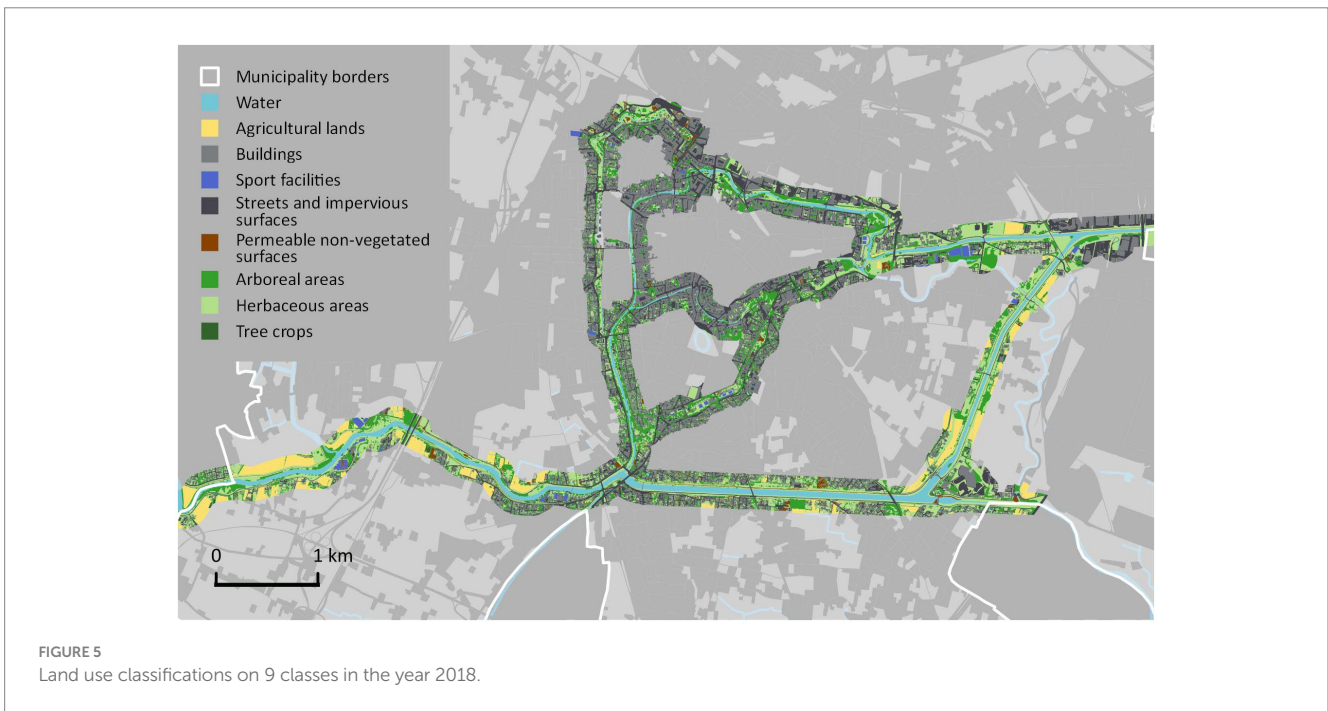 Municipality borders
Water
Agricultural lands
Buildings
Sport facilities
Streets and impervious
surfaces
Permeable non-vegetated
surfaces
Arboreal areas
Herbaceous areas
Tree crops
0 1 km
FIGURE 5
Land use classifications on 9 classes in the year 2018.